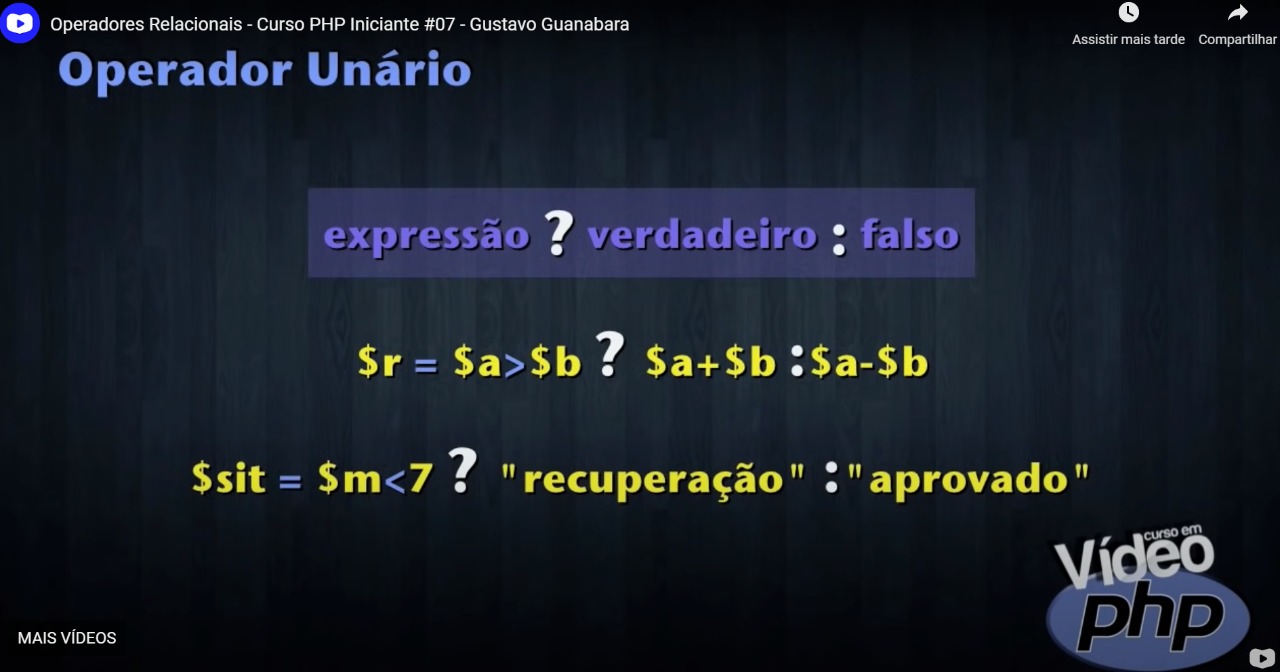 Operadores Relacionais - Curso PHP Iniciante #07 - Gustavo Guanabara
Assistir mais tarde
Compartilhar
Operador Unário
expressão ? verdadeiro : falso
$r = $a>$b ? $a+$b :$a-$b
$sit = $m<7 ? "recuperação" :"aprovado"
curso em
Vídeo
php
MAIS VÍDEOS